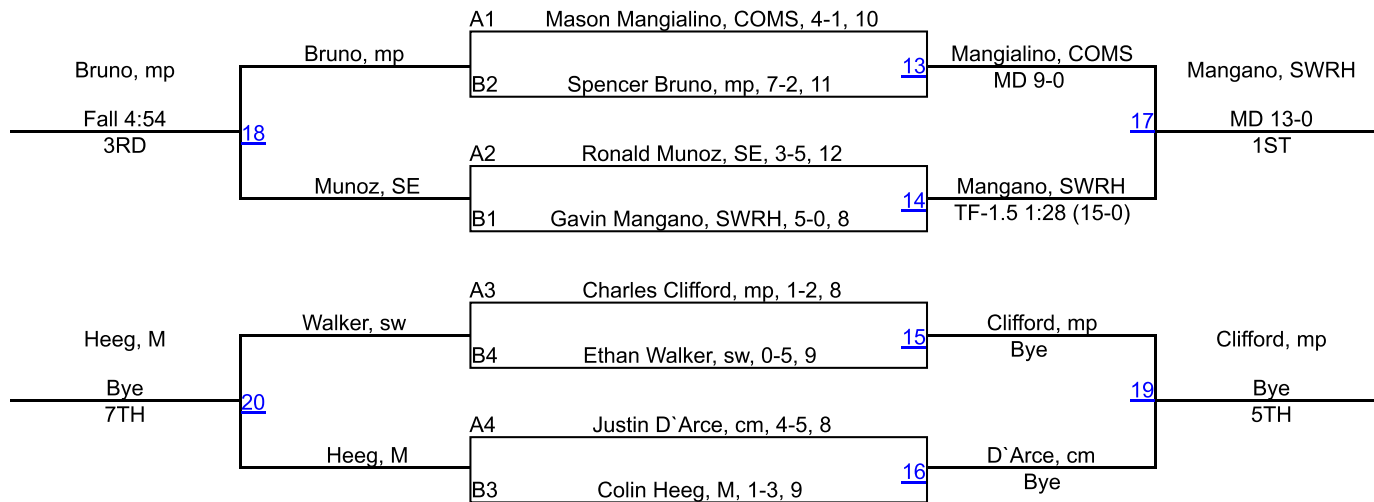 A1 Mason Mangialino, COMS, 4-1, 10
Bruno, mp
13
Mangialino, COMS
Bruno, mp
MD 9-0
Mangano, SWRH
B2 Spencer Bruno, mp, 7-2, 11
Fall 4:54
18
17
MD 13-0
3RD
1ST
A2 Ronald Munoz, SE, 3-5, 12
Munoz, SE
14
Mangano, SWRH
TF-1.5 1:28 (15-0)
B1 Gavin Mangano, SWRH, 5-0, 8
A3 Charles Clifford, mp, 1-2, 8
Walker, sw
15
Clifford, mp
Heeg, M
Bye
Clifford, mp
B4 Ethan Walker, sw, 0-5, 9
Bye
20
19
Bye
7TH
5TH
A4 Justin D`Arce, cm, 4-5, 8
Heeg, M
16
D`Arce, cm
Bye
B3 Colin Heeg, M, 1-3, 9